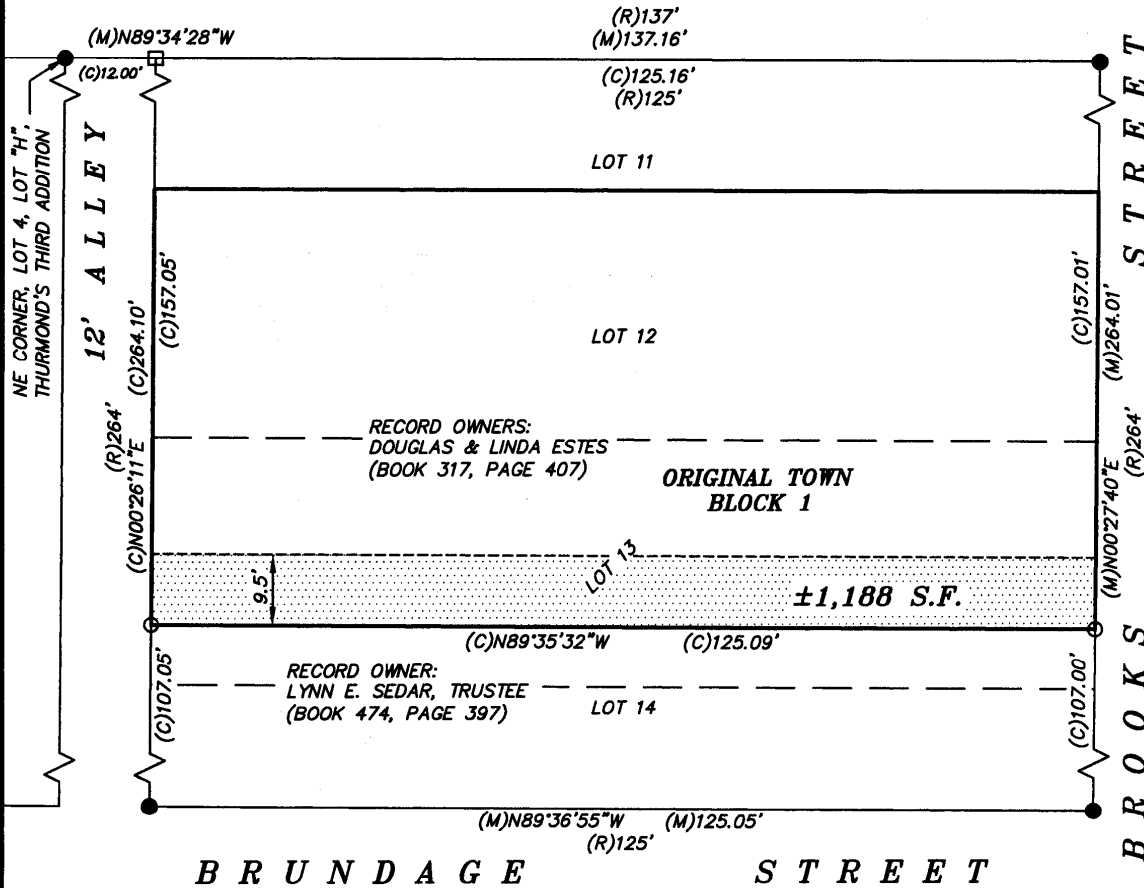 (R)137'
(M)N89°34'28"W
(M)137.16'
(C)12.00'
(C)125.16'
(R)125'
NE CORNER, LOT 4, LOT "H",
THURMOND'S THIRD ADDITION
12' ALLEY
LOT 11
(C)157.05'
(C)264.10'
(R)264'
(C)N00°26'11"E
LOT 12
(C)157.01'
(M)264.01'
(R)264'
(M)N00°27'40"E
RECORD OWNERS:
DOUGLAS & LINDA ESTES
(BOOK 317, PAGE 407)
ORIGINAL TOWN
BLOCK 1
9.5'
LOT 13
±1,188 S.F.
(C)N89°35'32"W (C)125.09'
(C)107.05'
RECORD OWNER:
LYNN E. SEDAR, TRUSTEE
(BOOK 474, PAGE 397)
LOT 14
(C)107.00'
(M)N89°36'55"W (M)125.05'
(R)125'
BRUNDAGE STREET
BROOKS STREET